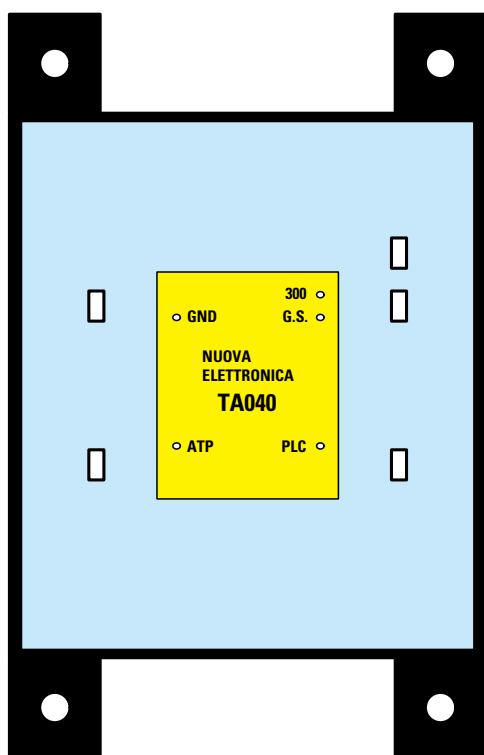 300
GND G.S.
NUOVA
ELETTRONICA
TA040
ATP PLC